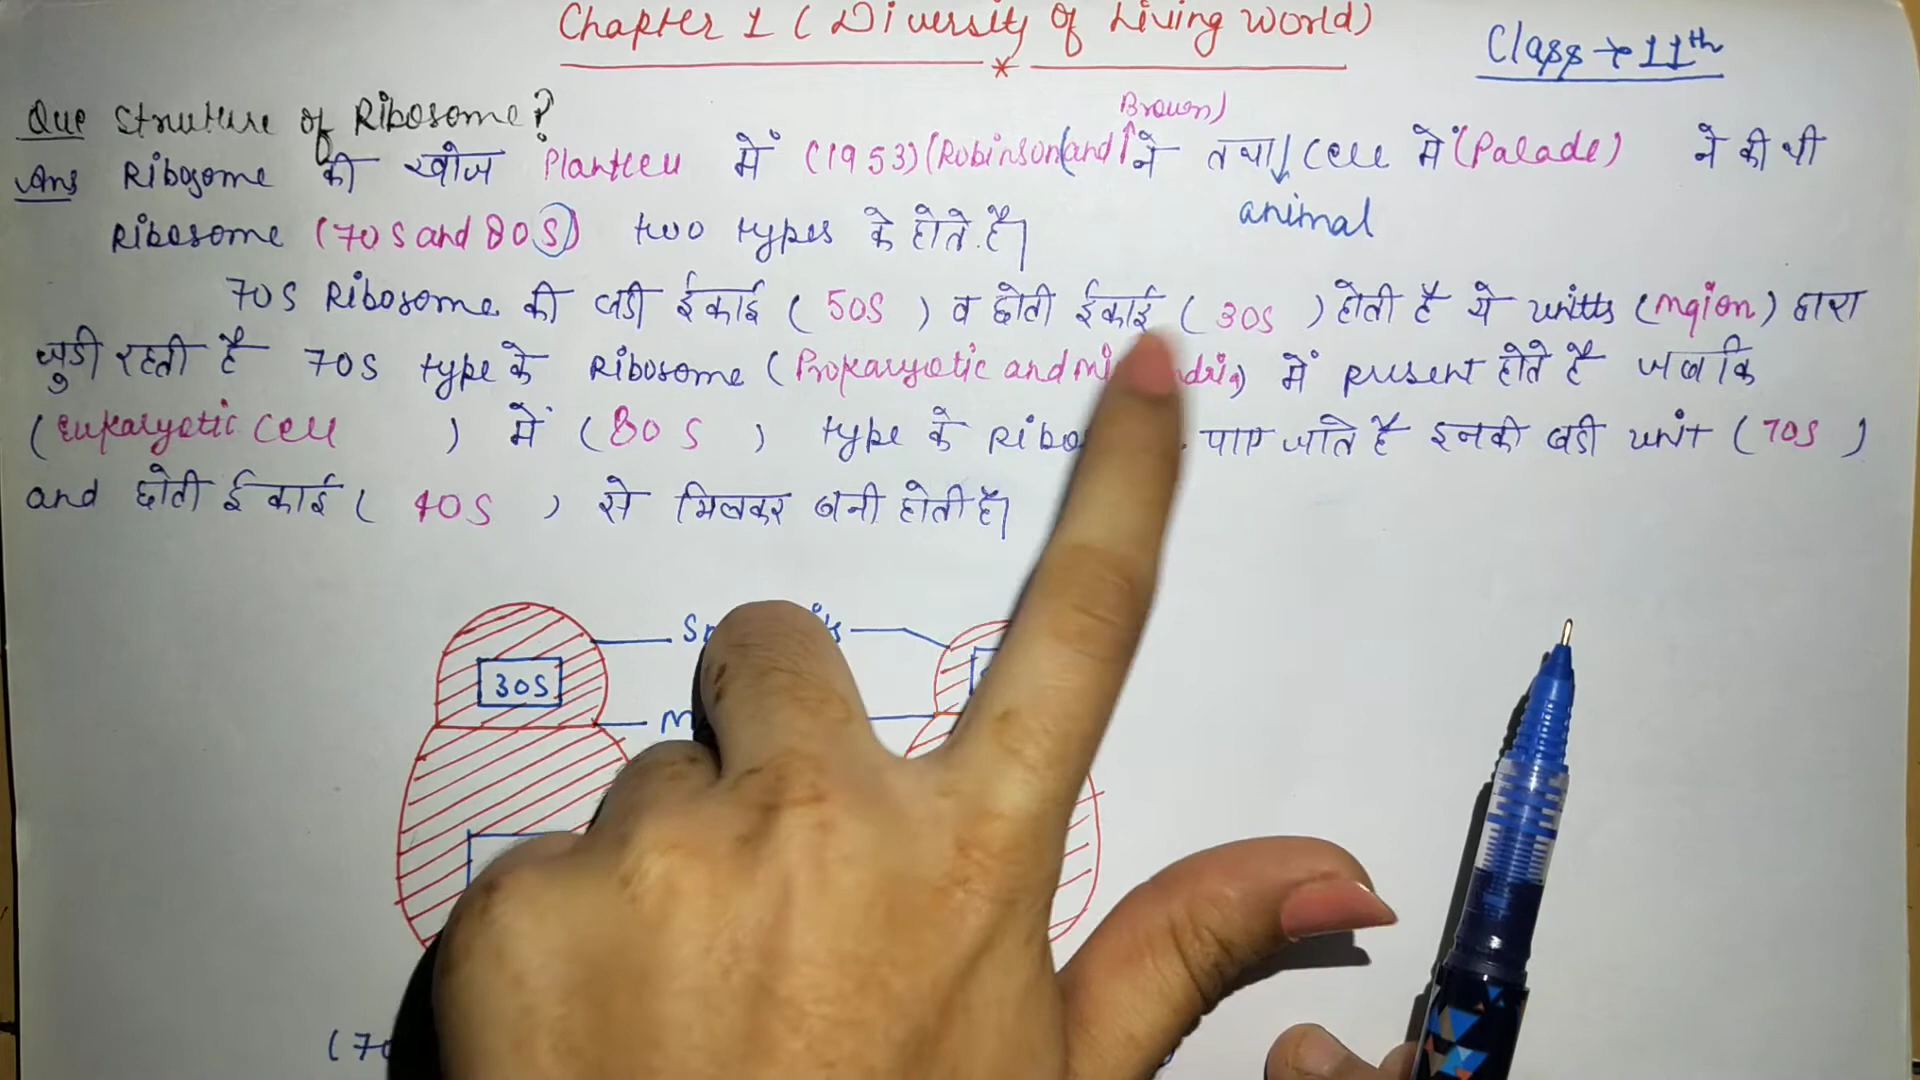 Chapter 1 (Diversity of Living World)
Class → 11th
Que Struture of Ribosome?
Brown)
Ans Ribosome की खोज Plantcell में (1953) (Robinson and ने तथा Cell में (Palade) ने की थी
animal
Ribosome (70S and 80S) two types के होते है।
70S Ribosome की बडी ईकाई (50S) व छोती ईकाई (30S) होती है ये units (mgion) द्वारा
जुडी रहती है 70S type के Ribosome (Prokaryotic and में present होते है जबकि
(Eukaryotic Cell) में (80S) type के पाए जाते है इनकी बडी unit (70S)
and छोती ईकाई (40S) से मिलकर बनी होती है।
30S